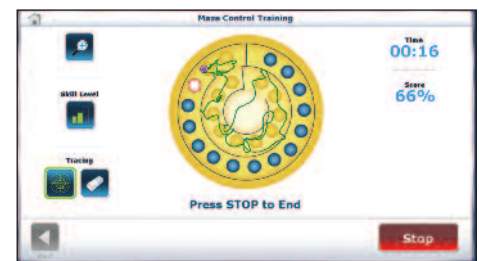 Maze Control Training
Time
00:16
Skill Level
Score
66%
Tracing
Press STOP to End
Stop